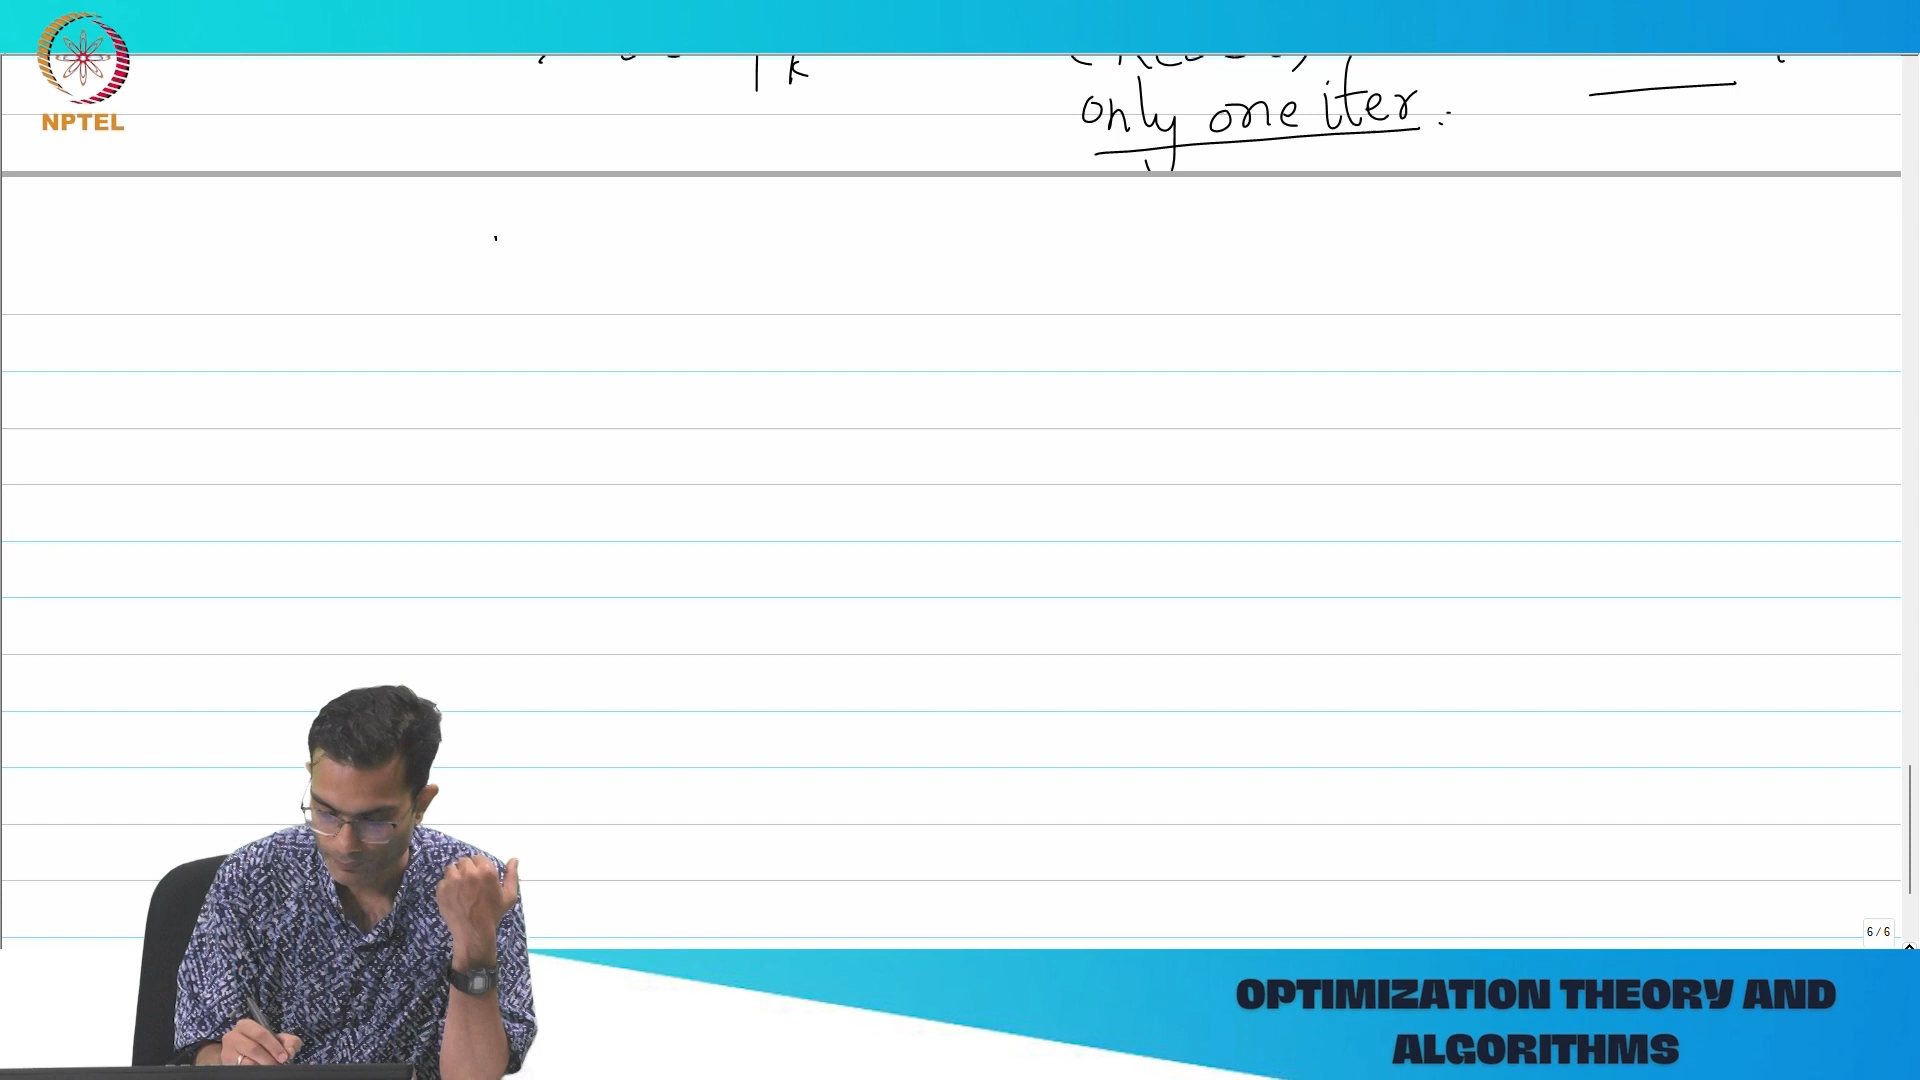 k
only one iter.
NPTEL
6 / 6
OPTIMIZATION THEORY AND
ALGORITHMS